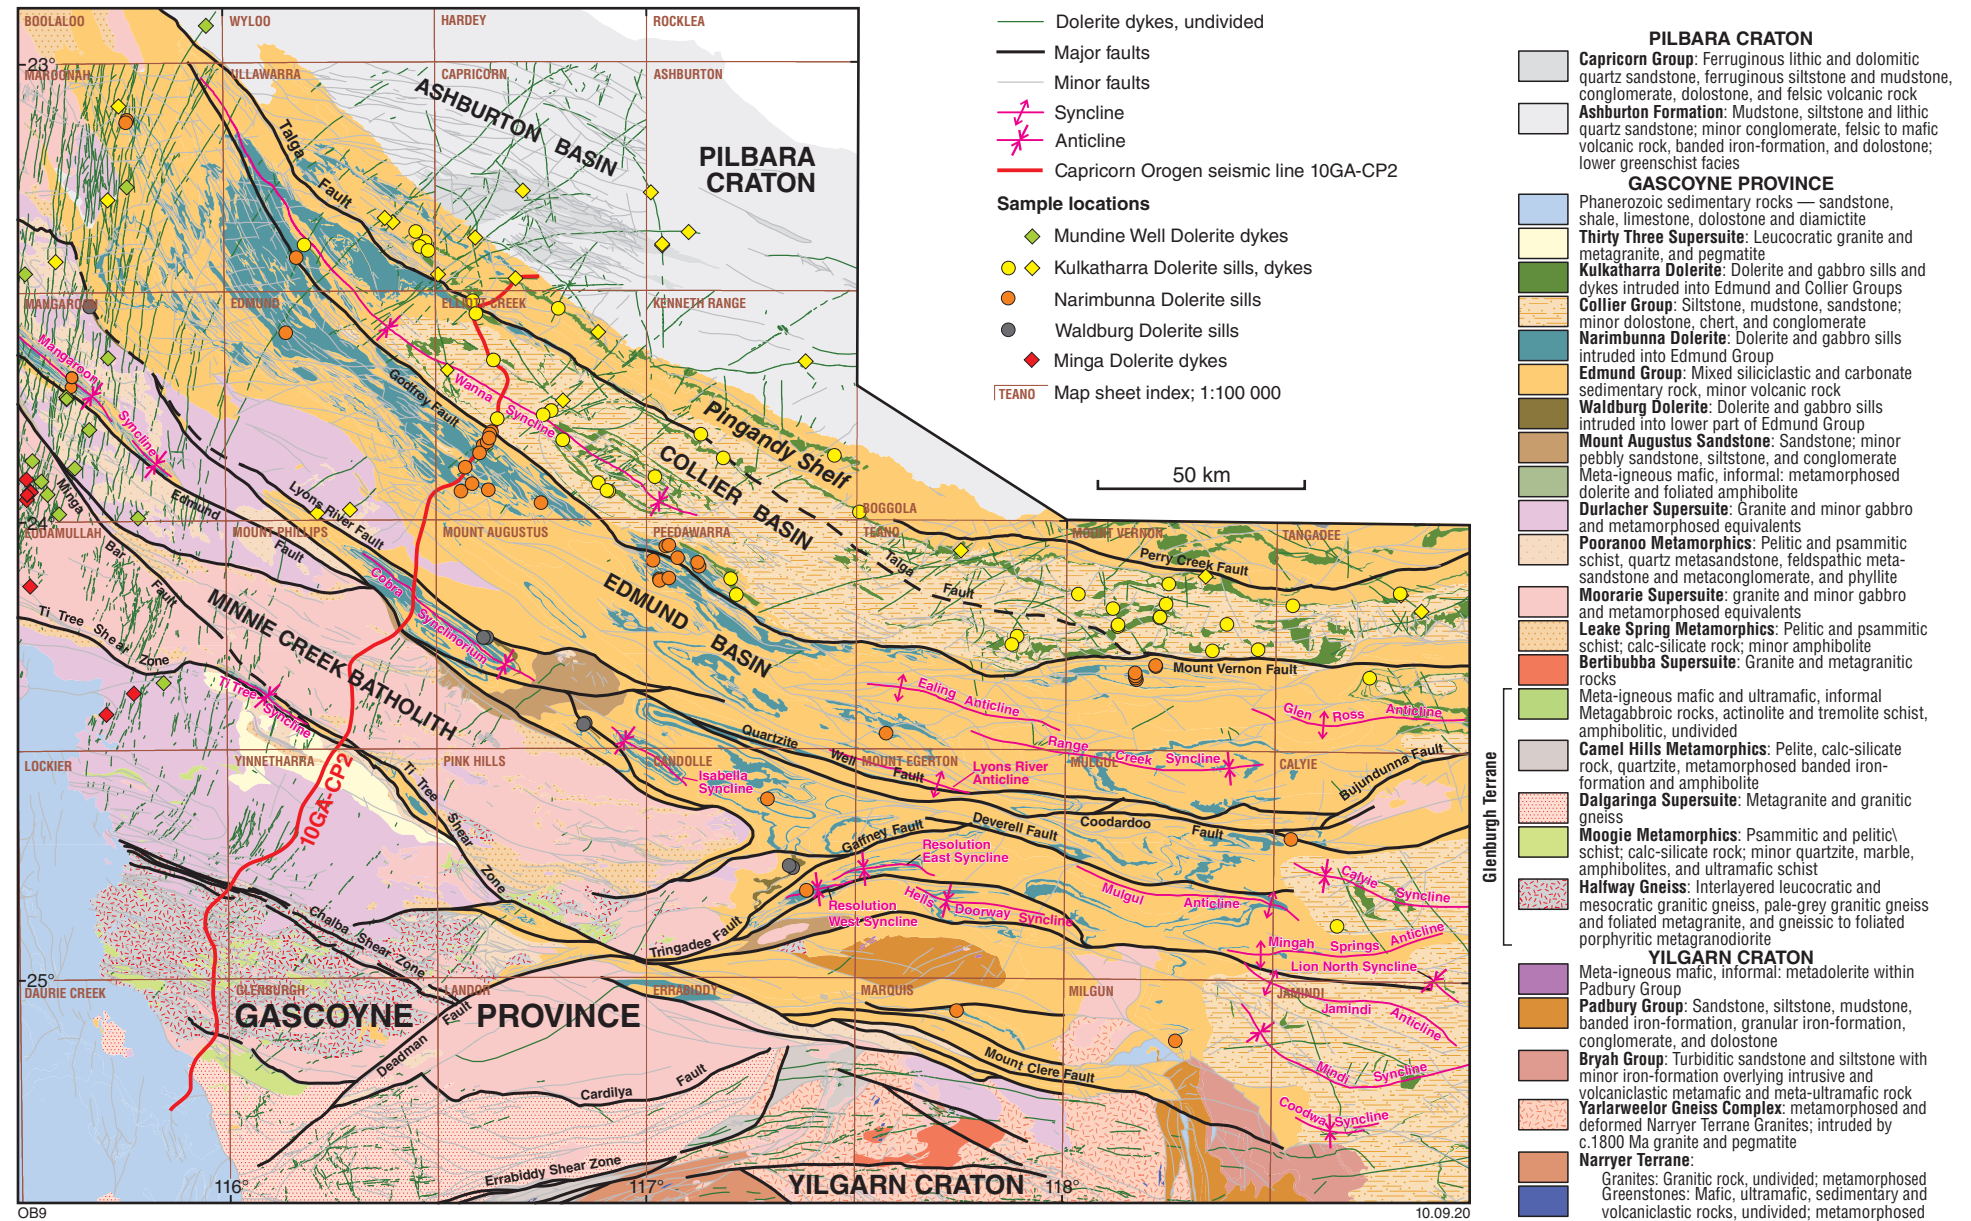 BOOLALOO
WYLOO
HARDEY
ROCKLEA
23°
MAROONAH
ULLAWARRA
CAPRICORN
ASHBURTON
ASHBURTON BASIN
PILBARA
CRATON
Talga
Fault
MANGAROON
EDMUND
ELLIOTT CREEK
KENNETH RANGE
Mangaroon
Syncline
Godfrey Fault
Wanna
Syncline
Pingandy Shelf
COLLIER BASIN
BOGGOLA
Minga
Bar
Fault
Edmund
Fault
Lyons River Fault
24°
EUDAMULLAH
MOUNT PHILLIPS
MOUNT AUGUSTUS
PEEDAWARRA
TEANO
MOUNT VERNON
TANGADEE
Talga
Fault
Perry Creek Fault
Cobra
Synclinorium
EDMUND BASIN
Ti Tree Shear Zone
MINNIE CREEK BATHOLITH
Mount Vernon Fault
Ti Tree
Syncline
Ealing Anticline
Glen Ross Anticline
LOCKIER
YINNETHARRA
PINK HILLS
CANDOLLE
MOUNT EGERTON
MULGUL
CALYIE
Quartzite
Well
Fault
Range Creek Syncline
Isabella
Syncline
Lyons River
Anticline
Bujundunna Fault
10GA-CP2
Ti Tree Shear Zone
Gaffney Fault
Deverell Fault
Coodardoo Fault
Resolution
East Syncline
Resolution
West Syncline
Hells Doorway Syncline
Mulgul Anticline
Calyie Syncline
Chalba Shear Zone
Tringadee Fault
Mingah Springs Anticline
Lion North Syncline
25°
DAURIE CREEK
GLENBURGH
LANDOR
ERRABIDDY
MARQUIS
MILGUN
JAMINDI
GASCOYNE PROVINCE
Jamindi
Anticline
Deadman Fault
Cardilya Fault
Mount Clere Fault
Mindi Syncline
Coodwa Syncline
Errabiddy Shear Zone
YILGARN CRATON
116°
117°
118°
OB9
10.09.20
Dolerite dykes, undivided
Major faults
Minor faults
Syncline
Anticline
Capricorn Orogen seismic line 10GA-CP2
Sample locations
Mundine Well Dolerite dykes
Kulkatharra Dolerite sills, dykes
Narimbunna Dolerite sills
Waldburg Dolerite sills
Minga Dolerite dykes
TEANO
Map sheet index; 1:100 000
50 km
PILBARA CRATON
Capricorn Group: Ferruginous lithic and dolomitic
quartz sandstone, ferruginous siltstone and mudstone,
conglomerate, dolostone, and felsic volcanic rock
Ashburton Formation: Mudstone, siltstone and lithic
quartz sandstone; minor conglomerate, felsic to mafic
volcanic rock, banded iron-formation, and dolostone;
lower greenschist facies
GASCOYNE PROVINCE
Phanerozoic sedimentary rocks — sandstone,
shale, limestone, dolostone and diamictite
Thirty Three Supersuite: Leucocratic granite and
metagranite, and pegmatite
Kulkatharra Dolerite: Dolerite and gabbro sills and
dykes intruded into Edmund and Collier Groups
Collier Group: Siltstone, mudstone, sandstone;
minor dolostone, chert, and conglomerate
Narimbunna Dolerite: Dolerite and gabbro sills
intruded into Edmund Group
Edmund Group: Mixed siliciclastic and carbonate
sedimentary rock, minor volcanic rock
Waldburg Dolerite: Dolerite and gabbro sills
intruded into lower part of Edmund Group
Mount Augustus Sandstone: Sandstone; minor
pebbly sandstone, siltstone, and conglomerate
Meta-igneous mafic, informal: metamorphosed
dolerite and foliated amphibolite
Durlacher Supersuite: Granite and minor gabbro
and metamorphosed equivalents
Pooranoo Metamorphics: Pelitic and psammitic
schist, quartz metasandstone, feldspathic meta-
sandstone and metaconglomerate, and phyllite
Moorarie Supersuite: granite and minor gabbro
and metamorphosed equivalents
Leake Spring Metamorphics: Pelitic and psammitic
schist; calc-silicate rock; minor amphibolite
Bertibubba Supersuite: Granite and metagranitic
rocks
Meta-igneous mafic and ultramafic, informal
Metagabbroic rocks, actinolite and tremolite schist,
amphibolitic, undivided
Camel Hills Metamorphics: Pelite, calc-silicate
rock, quartzite, metamorphosed banded iron-
formation and amphibolite
Dalgaringa Supersuite: Metagranite and granitic
gneiss
Moogie Metamorphics: Psammitic and pelitic\
schist; calc-silicate rock; minor quartzite, marble,
amphibolites, and ultramafic schist
Halfway Gneiss: Interlayered leucocratic and
mesocratic granitic gneiss, pale-grey granitic gneiss
and foliated metagranite, and gneissic to foliated
porphyritic metagranodiorite
Glenburgh Terrane
YILGARN CRATON
Meta-igneous mafic, informal: metadolerite within
Padbury Group
Padbury Group: Sandstone, siltstone, mudstone,
banded iron-formation, granular iron-formation,
conglomerate, and dolostone
Bryah Group: Turbiditic sandstone and siltstone with
minor iron-formation overlying intrusive and
volcaniclastic metamafic and meta-ultramafic rock
Yarlarweelor Gneiss Complex: metamorphosed and
deformed Narryer Terrane Granites; intruded by
c.1800 Ma granite and pegmatite
Narryer Terrane:
Granites: Granitic rock, undivided; metamorphosed
Greenstones: Mafic, ultramafic, sedimentary and
volcaniclastic rocks, undivided; metamorphosed